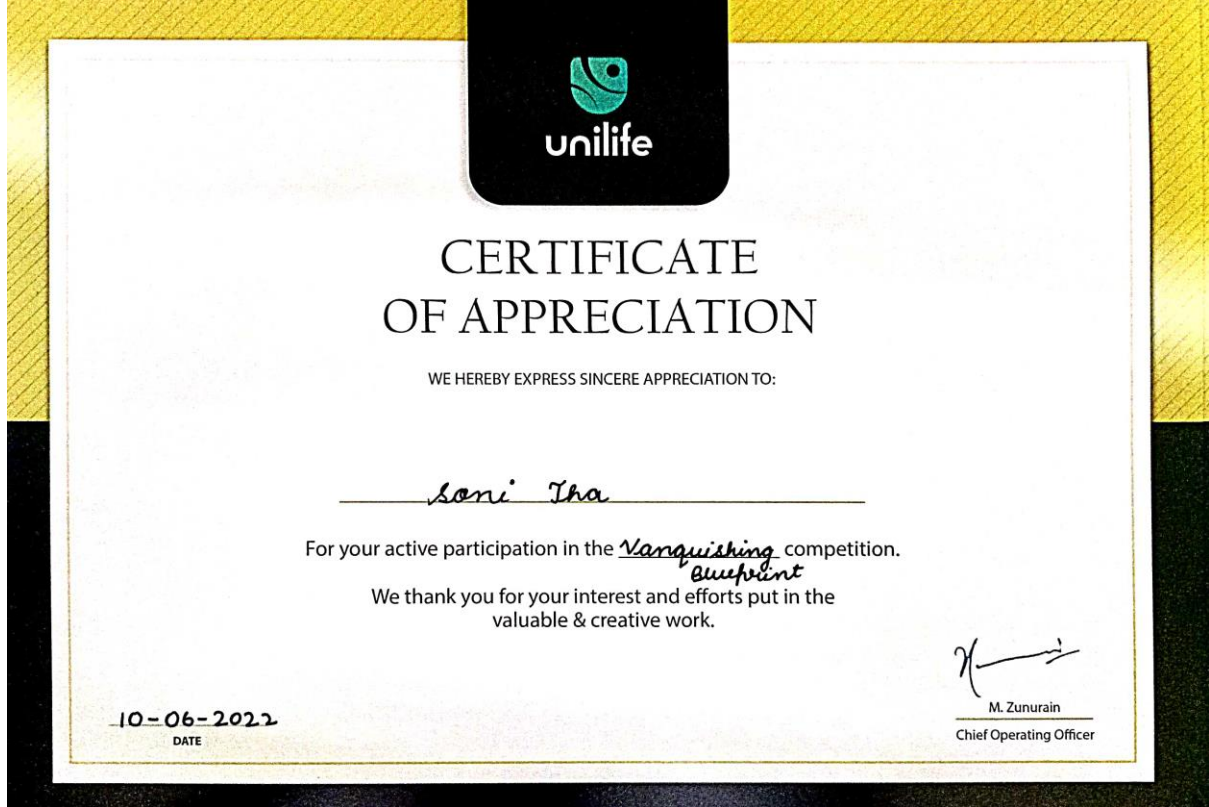 unilife
CERTIFICATE
OF APPRECIATION
WE HEREBY EXPRESS SINCERE APPRECIATION TO:
Soni
For your active participation in the Vanquishing competition.
Blueprint
We thank you for your interest and efforts put in the
valuable & creative work.
M. Zunurain
Chief Operating Officer
10-06-2022
DATE